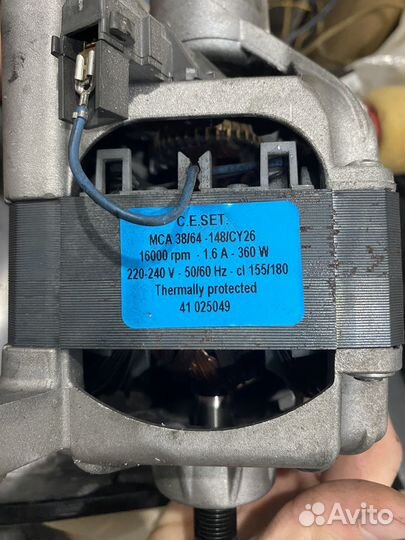 C.E.SET.
MCA 38/64 -148/CY26
16000 rpm - 1.6 A - 360 W
220-240 V - 50/60 Hz - cl 155/180
Thermally protected
41 025049
Avito